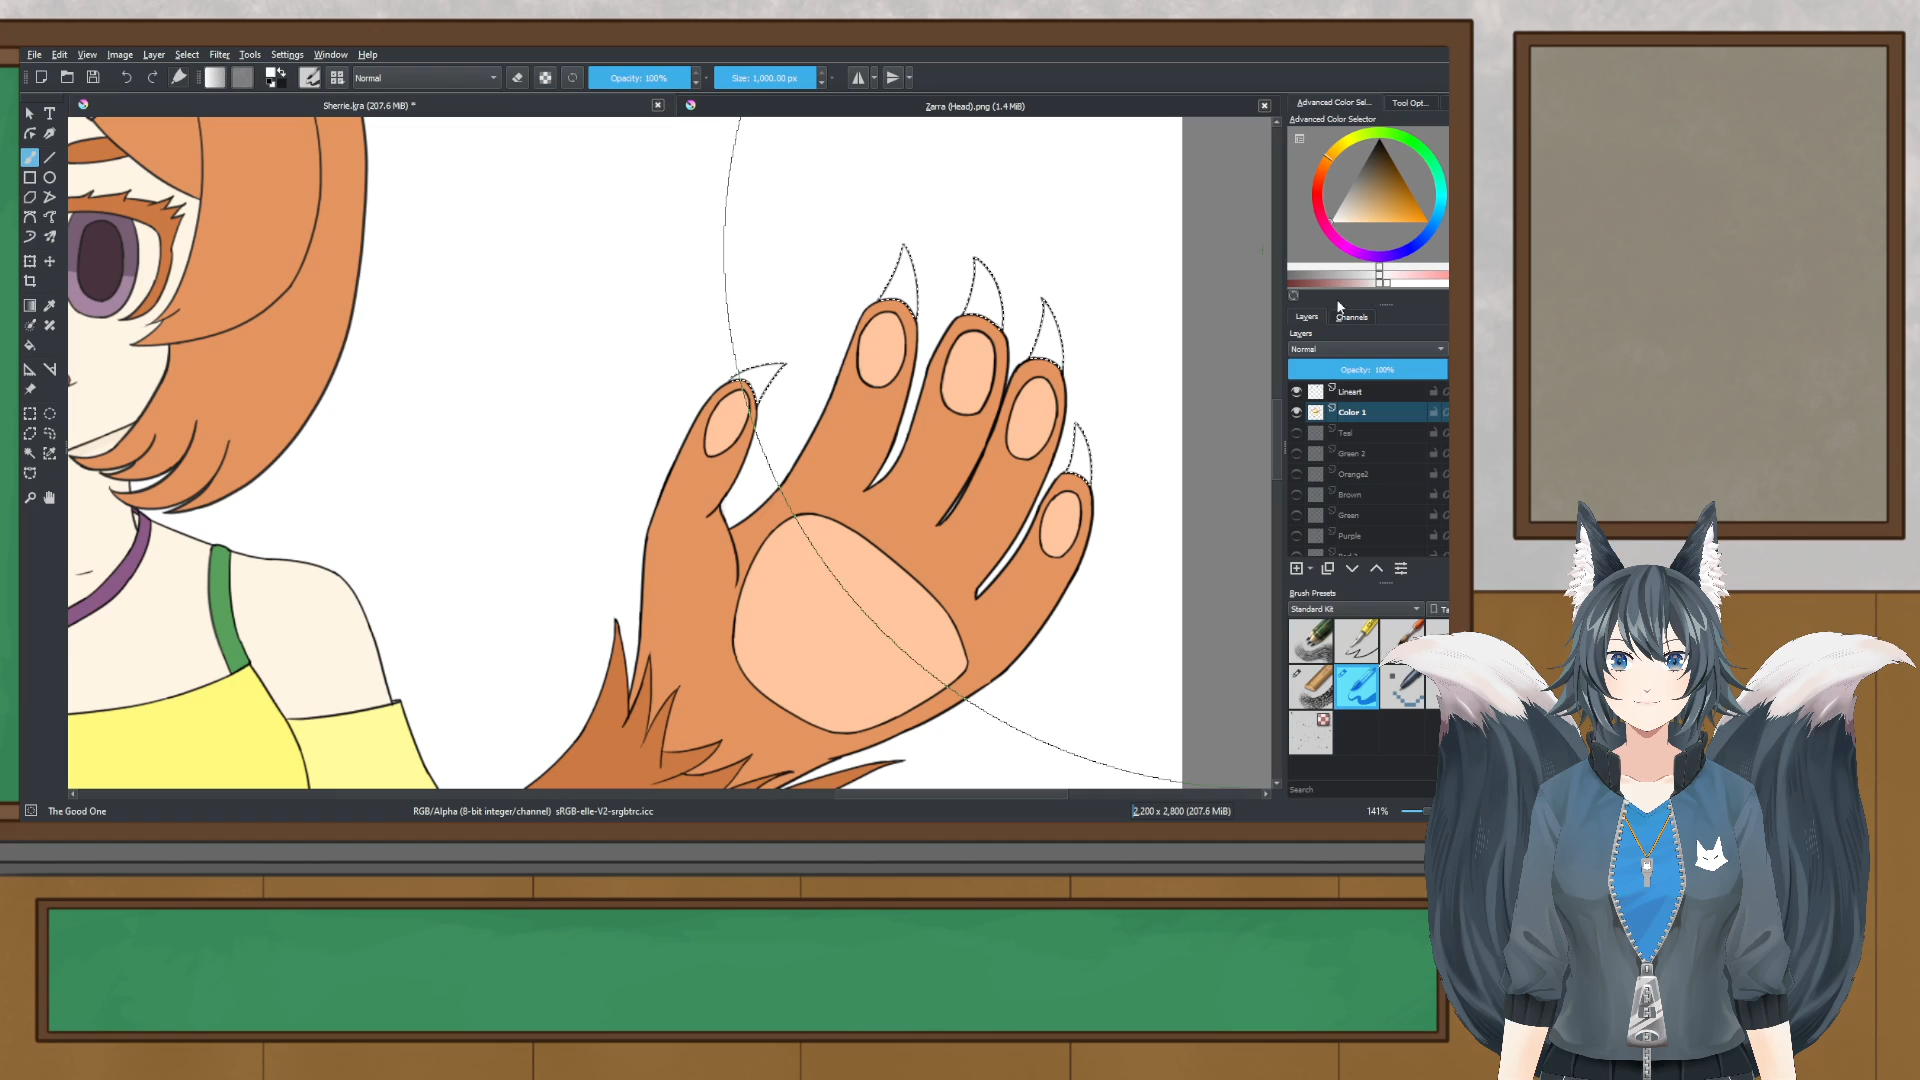 File Edit View Image Layer Select Filter Tools Settings Window Help
Normal
Opacity: 100%
Size: 1,000.00 px
Sherrie.kra (207.6 MiB) *
Zarra (Head).png (1.4 MiB)
Advanced Color Sel...
Tool Opt...
Advanced Color Selector
Layers
Channels
Layers
Normal
Opacity: 100%
Lineart
Color 1
Teal
Green 2
Orange2
Brown
Green
Purple
Brush Presets
Standard Kit
Ta
Search
The Good One
RGB/Alpha (8-bit integer/channel) sRGB-elle-V2-srgbtrc.icc
2,200 x 2,800 (207.6 MiB)
141%